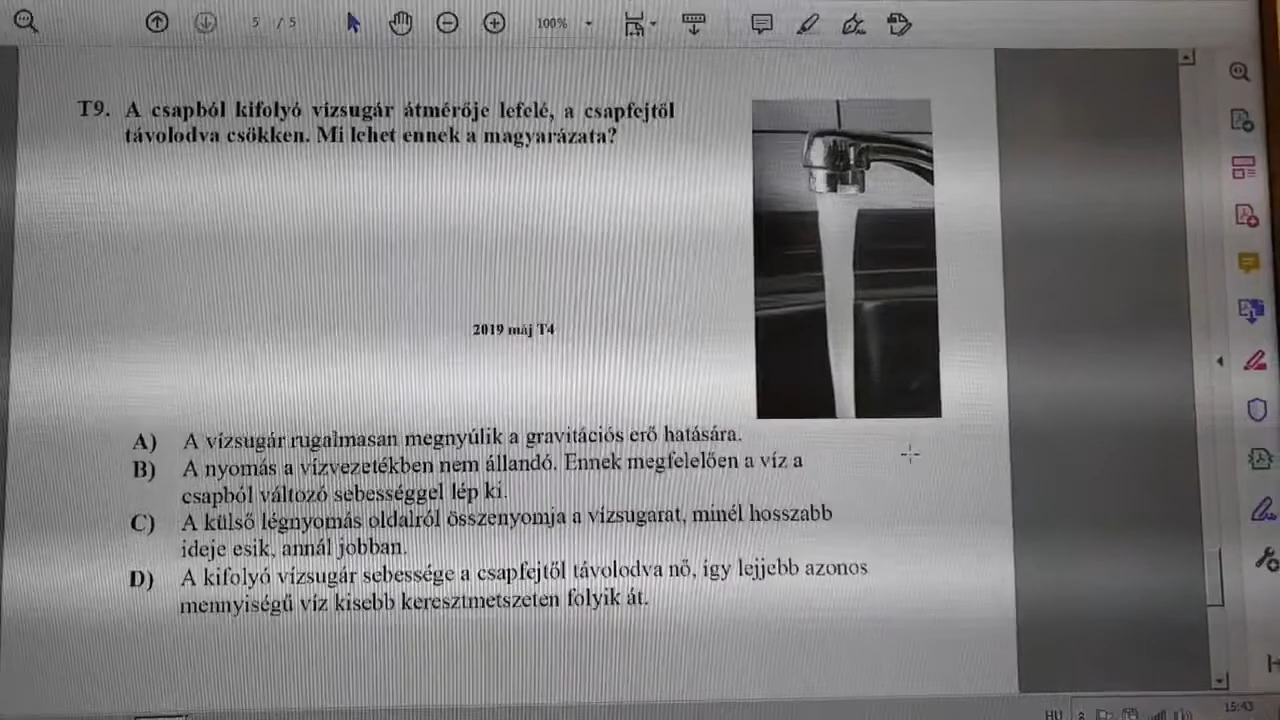 5 / 5
100%
T9. A csapból kifolyó vízsugár átmérője lefelé, a csapfejtől
távolodva csökken. Mi lehet ennek a magyarázata?
2019 máj T4
A) A vízsugár rugalmasan megnyúlik a gravitációs erő hatására.
B) A nyomás a vízvezetékben nem állandó. Ennek megfelelően a víz a
csapból változó sebességgel lép ki.
C) A külső légnyomás oldalról összenyomja a vízsugarat, minél hosszabb
ideje esik, annál jobban.
D) A kifolyó vízsugár sebessége a csapfejtől távolodva nő, így lejjebb azonos
mennyiségű víz kisebb keresztmetszeten folyik át.
HU
15:43